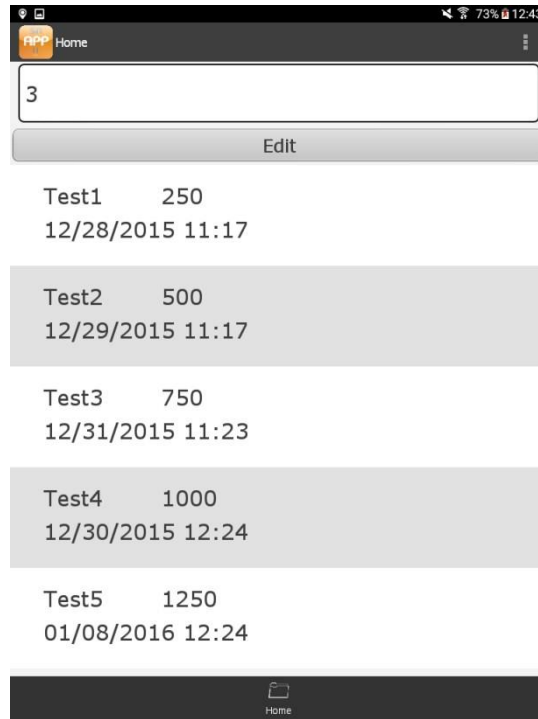 73% 12:43
APP Home
3
Edit
Test1 250
12/28/2015 11:17
Test2 500
12/29/2015 11:17
Test3 750
12/31/2015 11:23
Test4 1000
12/30/2015 12:24
Test5 1250
01/08/2016 12:24
Home